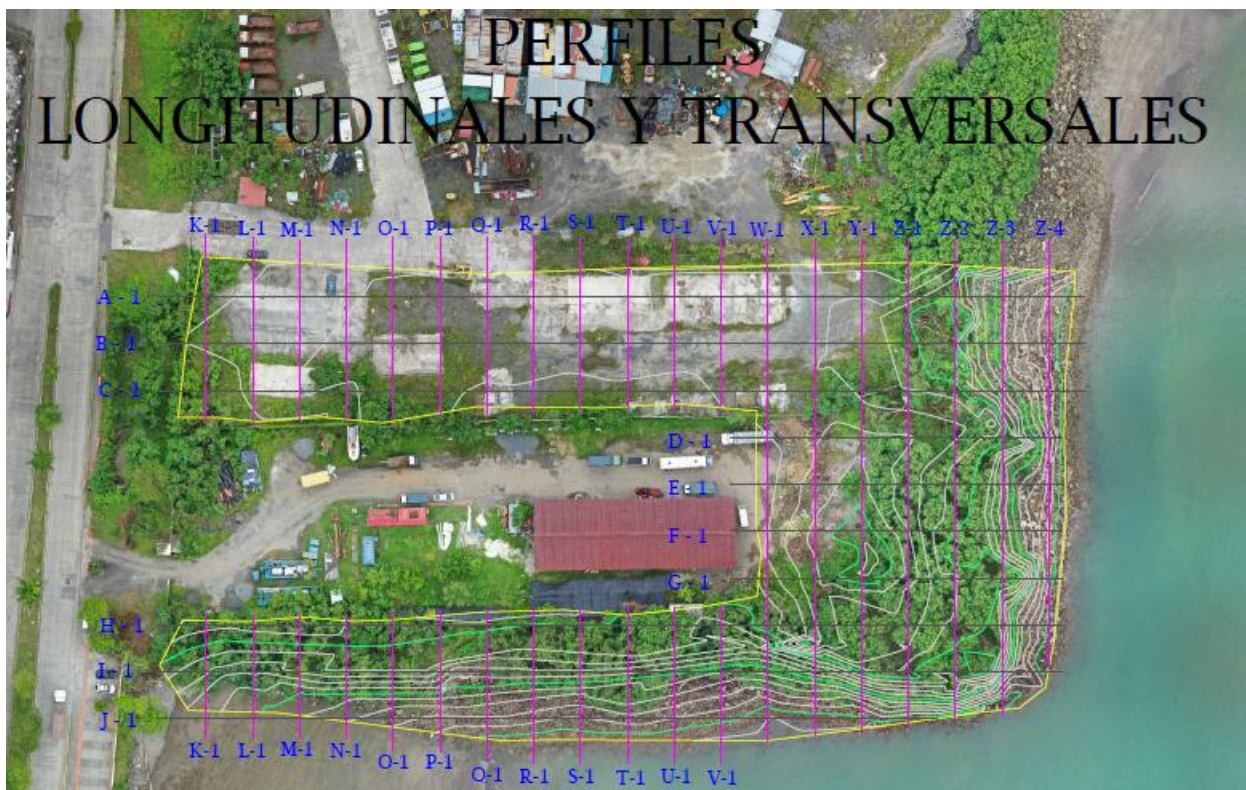 PERFILES
LONGITUDINALES Y TRANSVERSALES
K-1 L-1 M-1 N-1 O-1 P-1 Q-1 R-1 S-1 T-1 U-1 V-1 W-1 X-1 Y-1 Z-1 Z-2 Z-3 Z-4
A - 1
B - 1
C - 1
D - 1
E - 1
F - 1
G - 1
H - 1
I - 1
J - 1
K-1 L-1 M-1 N-1 O-1 P-1 Q-1 R-1 S-1 T-1 U-1 V-1